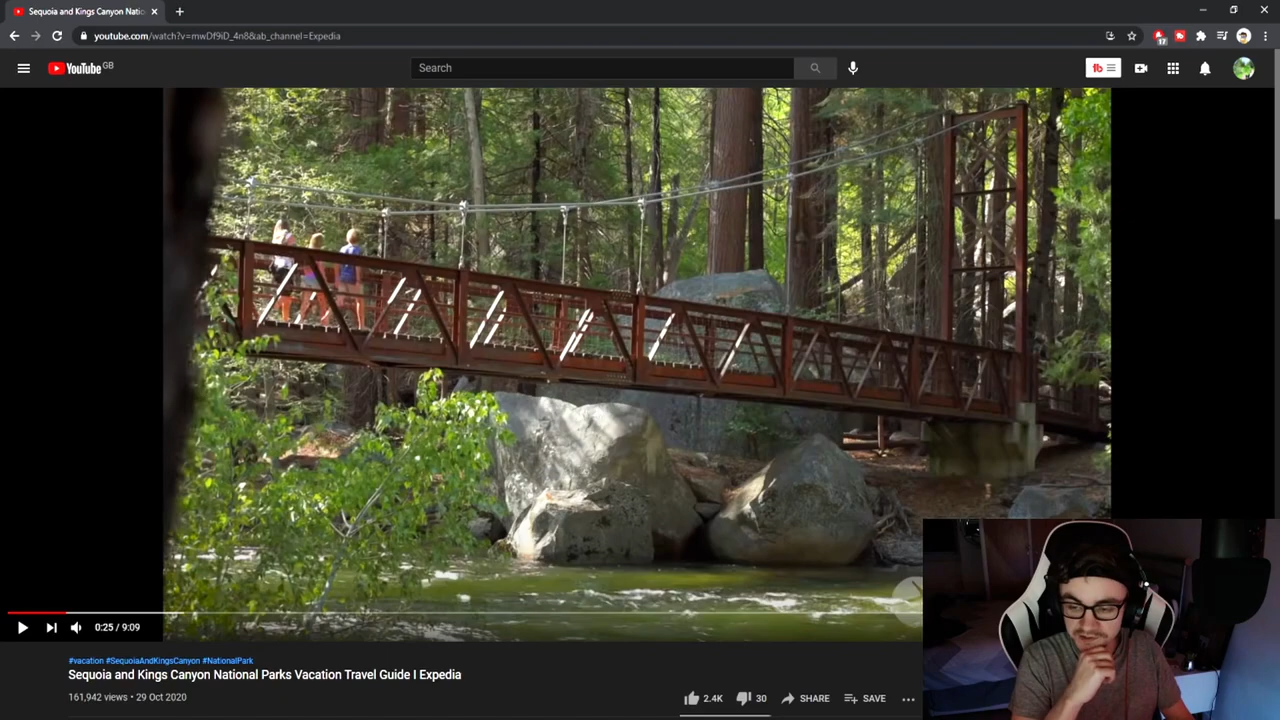 Sequoia and Kings Canyon Natio
youtube.com/watch?v=mwDf9iD_4n8&ab_channel=Expedia
17
YouTube GB
Search
0:25 / 9:09
#vacation #SequoiaAndKingsCanyon #NationalPark
Sequoia and Kings Canyon National Parks Vacation Travel Guide I Expedia
161,942 views • 29 Oct 2020
2.4K
30
SHARE
SAVE